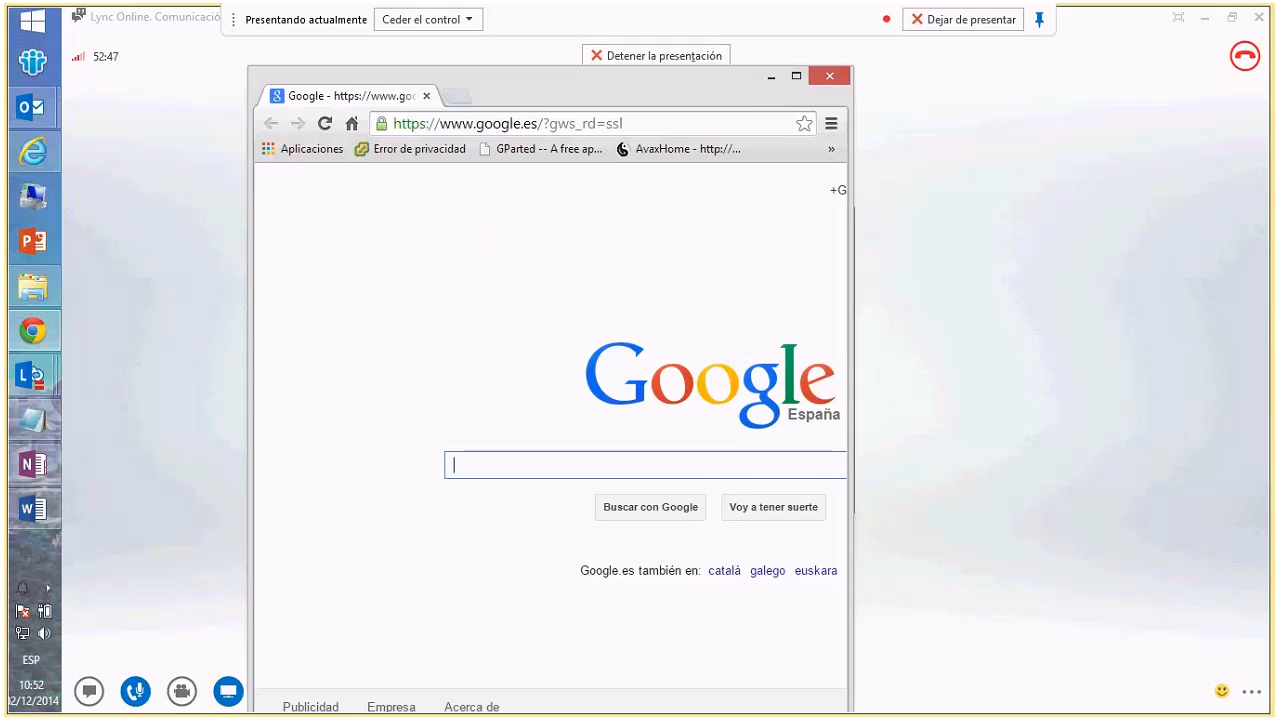 Lync Online. Comunicació
Presentando actualmente
Ceder el control
Dejar de presentar
52:47
Detener la presentación
Google - https://www.goo
https://www.google.es/?gws_rd=ssl
Aplicaciones
Error de privacidad
GParted -- A free ap...
AvaxHome - http://...
»
+G
Google
España
Buscar con Google
Voy a tener suerte
Google.es también en: català galego euskara
ESP
10:52
02/12/2014
Publicidad
Empresa
Acerca de